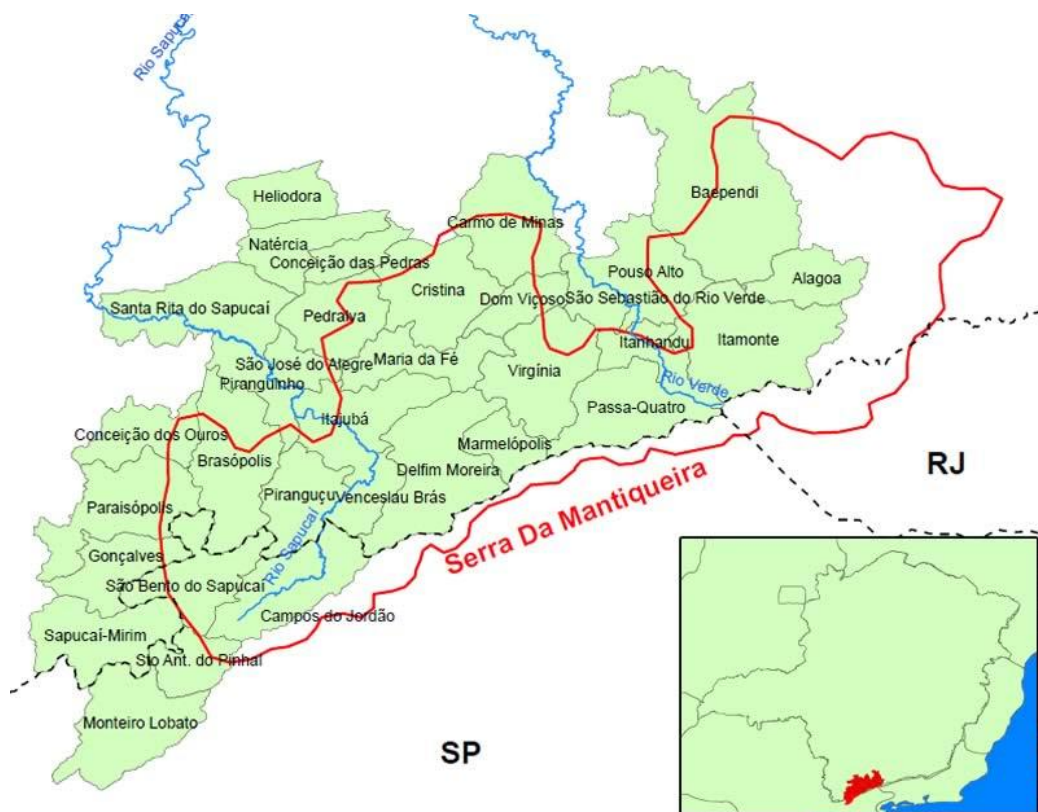 Rio Sapucaí
Heliodora
Baependi
Natércia
Carmo de Minas
Conceição das Pedras
Pouso Alto
Alagoa
Cristina
Dom Viçoso
São Sebastião do Rio Verde
Santa Rita do Sapucaí
Pedralva
Itanhandu
Itamonte
São José do Alegre
Maria da Fé
Piranguinho
Virgínia
Rio Verde
Passa-Quatro
Itajubá
Conceição dos Ouros
Marmelópolis
Brasópolis
Delfim Moreira
RJ
Piranguçu
Venceslau Brás
Paraisópolis
Serra Da Mantiqueira
Gonçalves
Rio Sapucaí
São Bento do Sapucaí
Campos do Jordão
Sapucaí-Mirim
Sto Ant. do Pinhal
Monteiro Lobato
SP